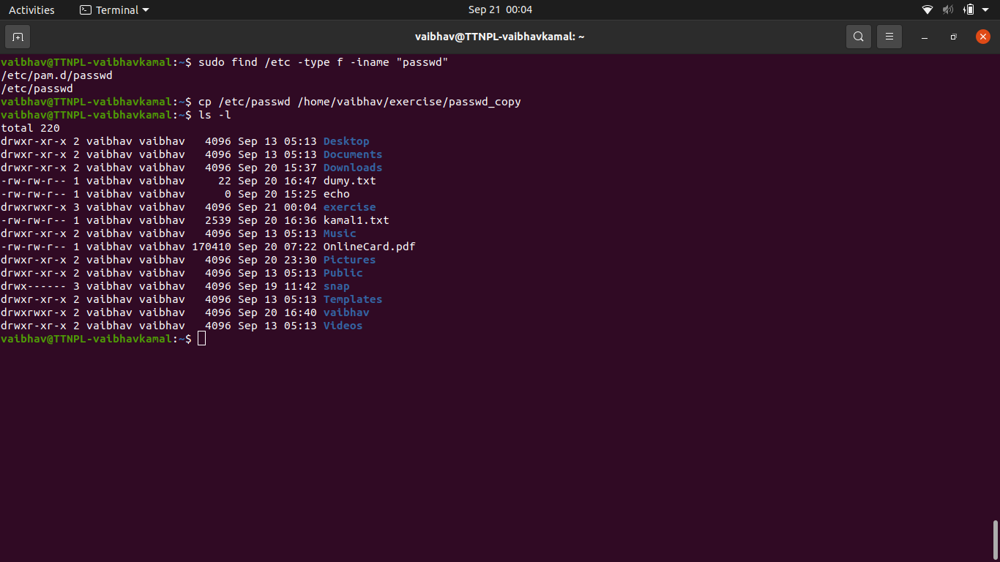 Activities Terminal Sep 21 00:04
vaibhav@TTNPL-vaibhavkamal: ~
vaibhav@TTNPL-vaibhavkamal:~$ sudo find /etc -type f -iname "passwd"
/etc/pam.d/passwd
/etc/passwd
vaibhav@TTNPL-vaibhavkamal:~$ cp /etc/passwd /home/vaibhav/exercise/passwd_copy
vaibhav@TTNPL-vaibhavkamal:~$ ls -l
total 220
drwxr-xr-x 2 vaibhav vaibhav   4096 Sep 13 05:13 Desktop
drwxr-xr-x 2 vaibhav vaibhav   4096 Sep 13 05:13 Documents
drwxr-xr-x 2 vaibhav vaibhav   4096 Sep 20 15:37 Downloads
-rw-rw-r-- 1 vaibhav vaibhav     22 Sep 20 16:47 dumy.txt
-rw-rw-r-- 1 vaibhav vaibhav      0 Sep 20 15:25 echo
drwxrwxr-x 3 vaibhav vaibhav   4096 Sep 21 00:04 exercise
-rw-rw-r-- 1 vaibhav vaibhav   2539 Sep 20 16:36 kamal1.txt
drwxr-xr-x 2 vaibhav vaibhav   4096 Sep 13 05:13 Music
-rw-rw-r-- 1 vaibhav vaibhav 170410 Sep 20 07:22 OnlineCard.pdf
drwxr-xr-x 2 vaibhav vaibhav   4096 Sep 20 23:30 Pictures
drwxr-xr-x 2 vaibhav vaibhav   4096 Sep 13 05:13 Public
drwx------ 3 vaibhav vaibhav   4096 Sep 19 11:42 snap
drwxr-xr-x 2 vaibhav vaibhav   4096 Sep 13 05:13 Templates
drwxrwxr-x 2 vaibhav vaibhav   4096 Sep 20 16:40 vaibhav
drwxr-xr-x 2 vaibhav vaibhav   4096 Sep 13 05:13 Videos
vaibhav@TTNPL-vaibhavkamal:~$